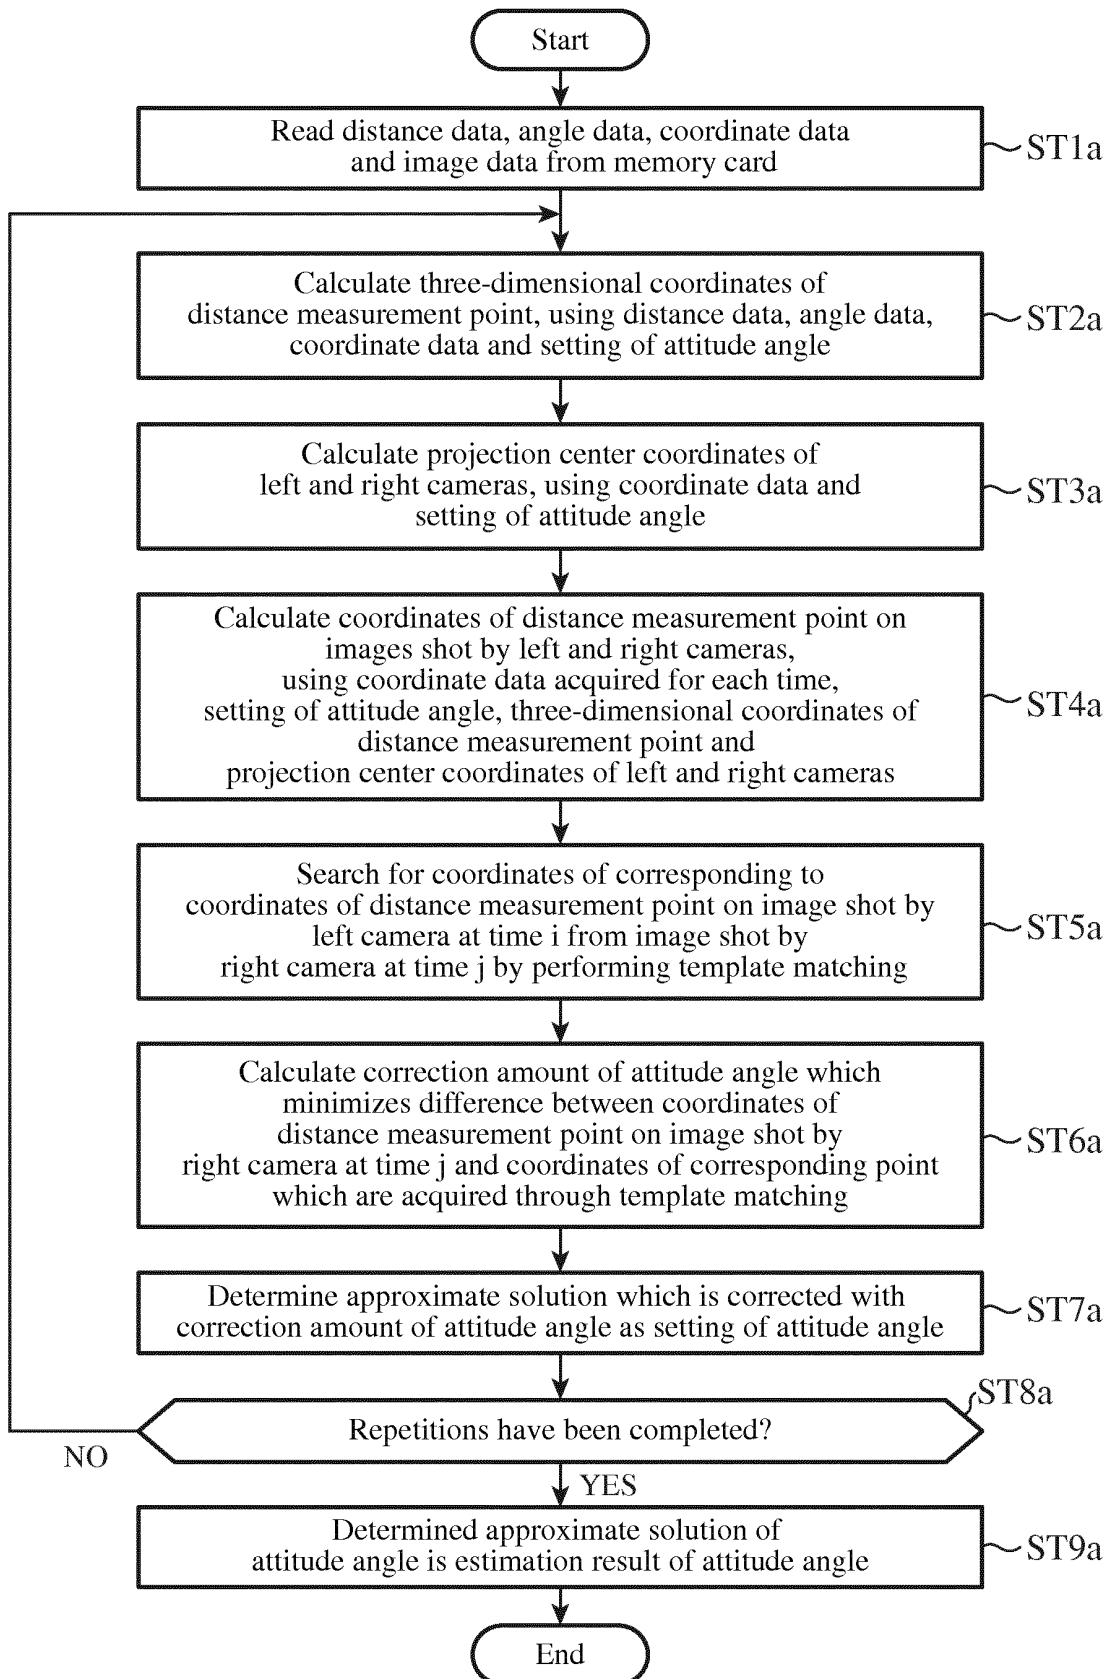 Start
Read distance data, angle data, coordinate data
and image data from memory card
ST1a
Calculate three-dimensional coordinates of
distance measurement point, using distance data, angle data,
coordinate data and setting of attitude angle
ST2a
Calculate projection center coordinates of
left and right cameras, using coordinate data and
setting of attitude angle
ST3a
Calculate coordinates of distance measurement point on
images shot by left and right cameras,
using coordinate data acquired for each time,
setting of attitude angle, three-dimensional coordinates of
distance measurement point and
projection center coordinates of left and right cameras
ST4a
Search for coordinates of corresponding to
coordinates of distance measurement point on image shot by
left camera at time i from image shot by
right camera at time j by performing template matching
ST5a
Calculate correction amount of attitude angle which
minimizes difference between coordinates of
distance measurement point on image shot by
right camera at time j and coordinates of corresponding point
which are acquired through template matching
ST6a
Determine approximate solution which is corrected with
correction amount of attitude angle as setting of attitude angle
ST7a
ST8a
Repetitions have been completed?
NO
YES
Determined approximate solution of
attitude angle is estimation result of attitude angle
ST9a
End